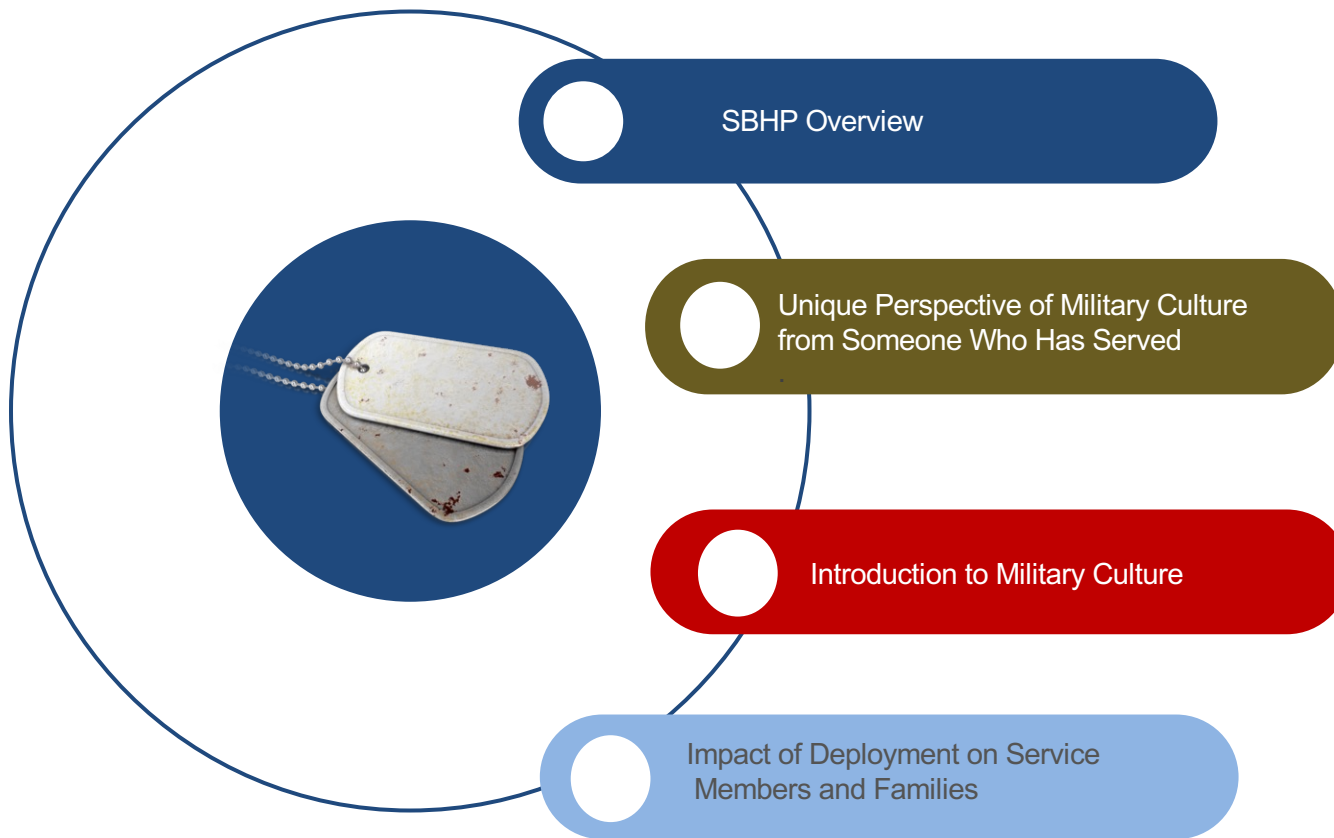 SBHP Overview
Unique Perspective of Military Culture
from Someone Who Has Served
.
Introduction to Military Culture
Impact of Deployment on Service
Members and Families